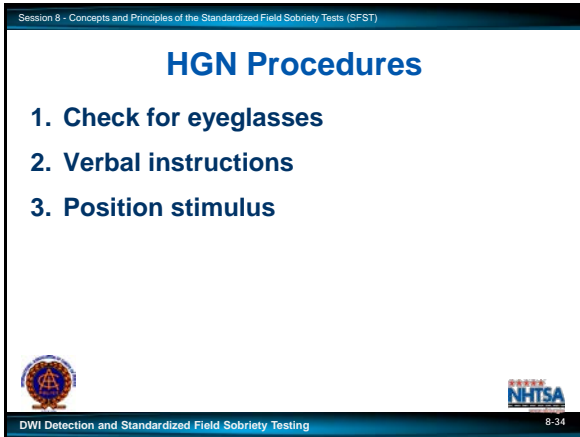 Session 8 - Concepts and Principles of the Standardized Field Sobriety Tests (SFST)
HGN Procedures
1. Check for eyeglasses
2. Verbal instructions
3. Position stimulus
NHTSA
DWI Detection and Standardized Field Sobriety Testing
8-34